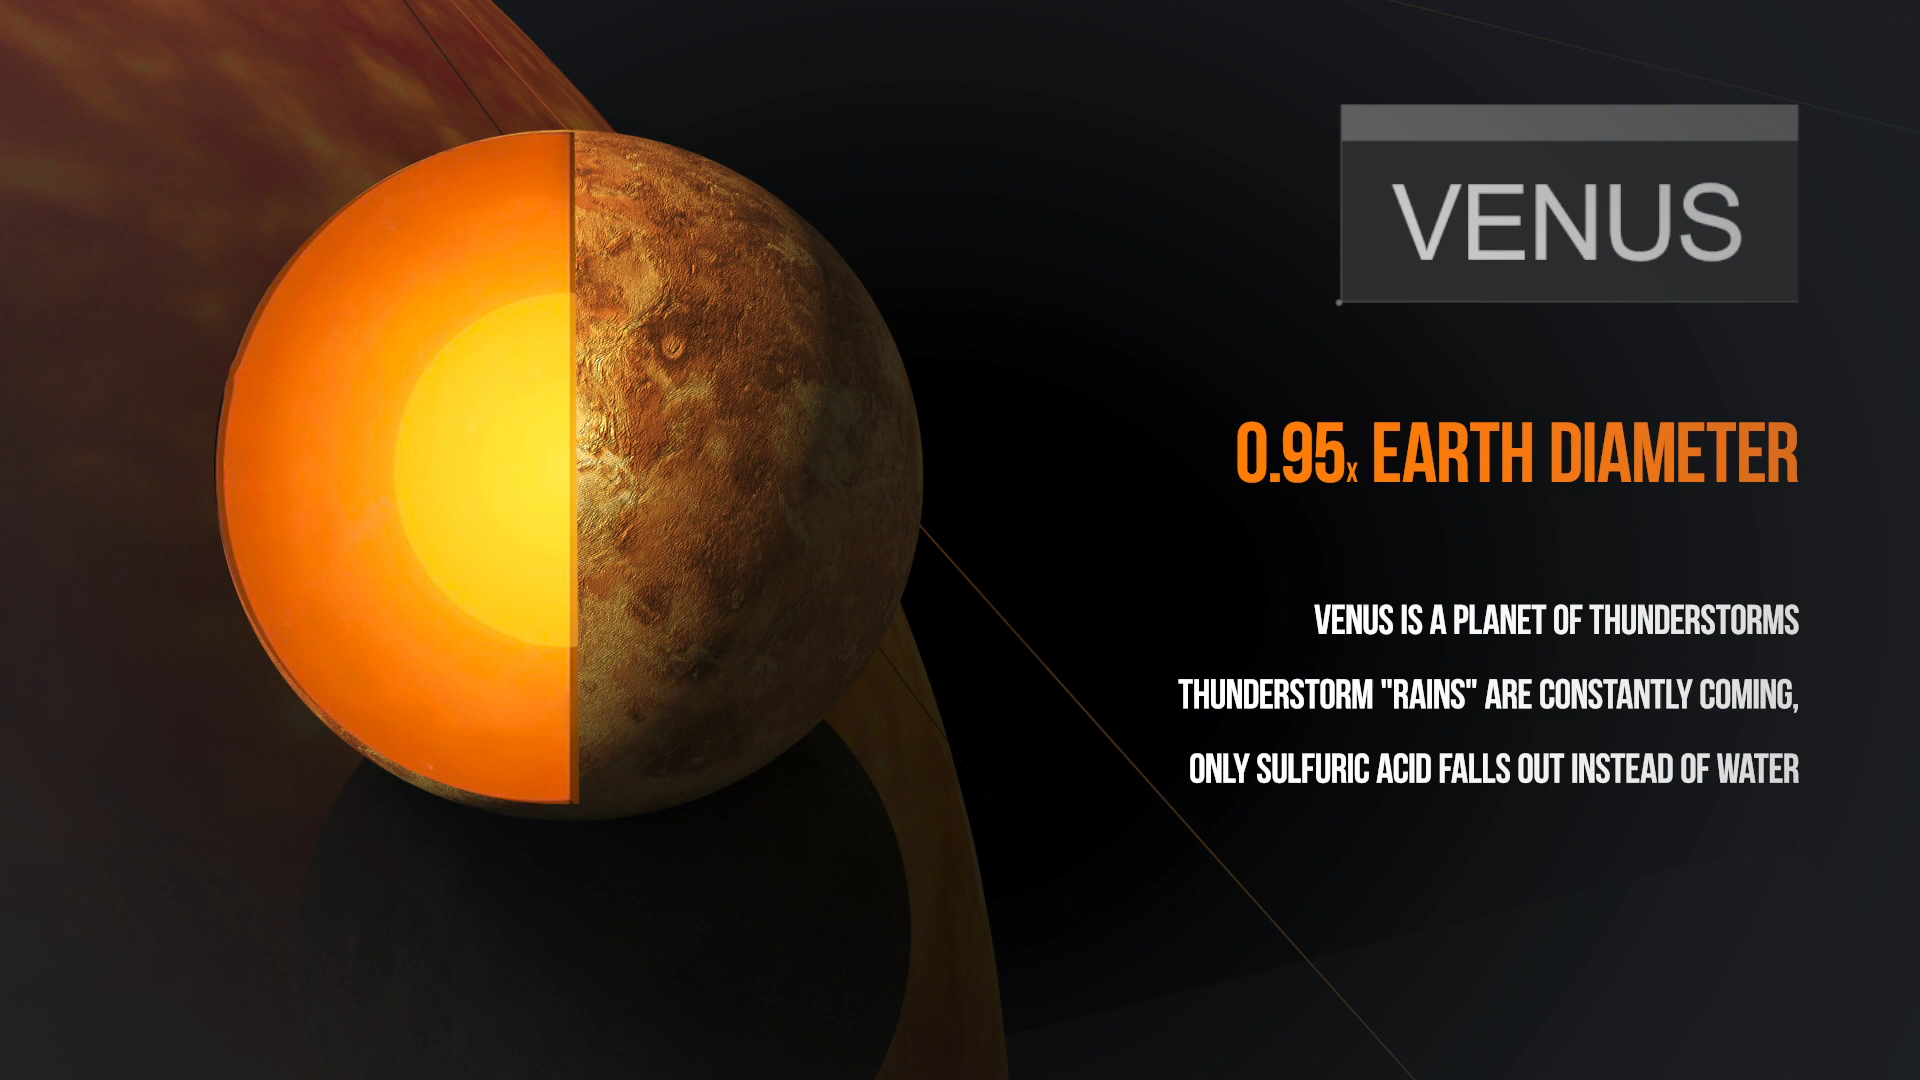 VENUS
0.95x EARTH DIAMETER
VENUS IS A PLANET OF THUNDERSTORMS
THUNDERSTORM "RAINS" ARE CONSTANTLY COMING,
ONLY SULFURIC ACID FALLS OUT INSTEAD OF WATER